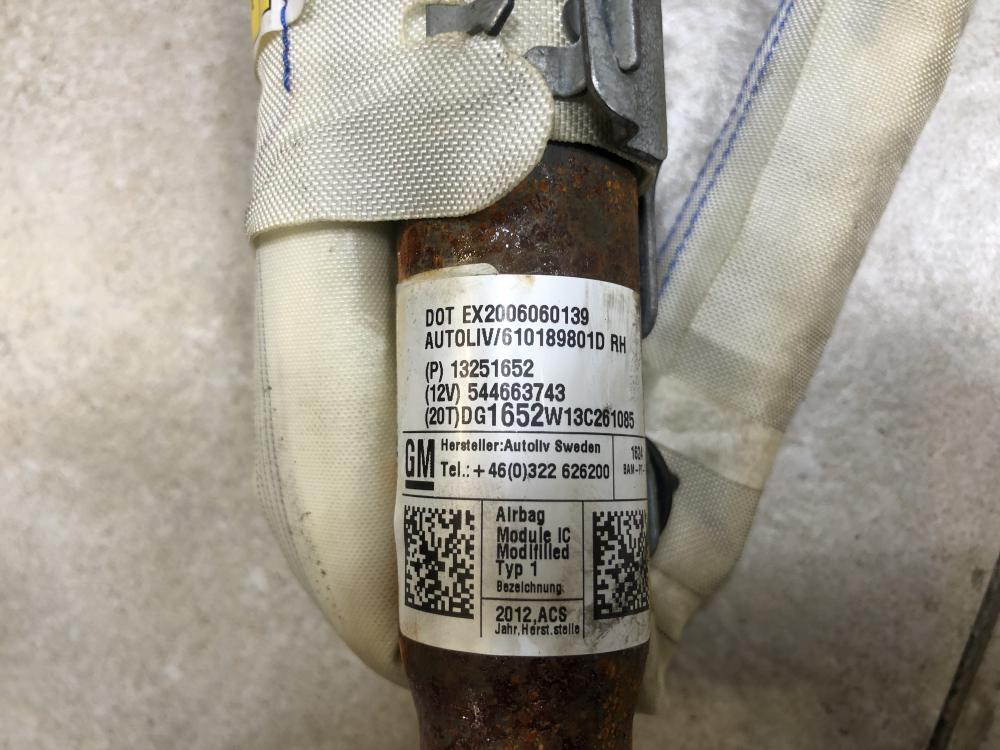 DOT EX2006060139
AUTOLIV/610189801D RH
(P) 13251652
(12V) 544663743
(20T)DG1652W13C261085
GM
Hersteller:Autoliv Sweden
Tel.: +46(0)322 626200
Airbag
Module IC
Modifilled
Typ 1
Bezeichnung
2012,ACS
Jahr,Herst.stelle